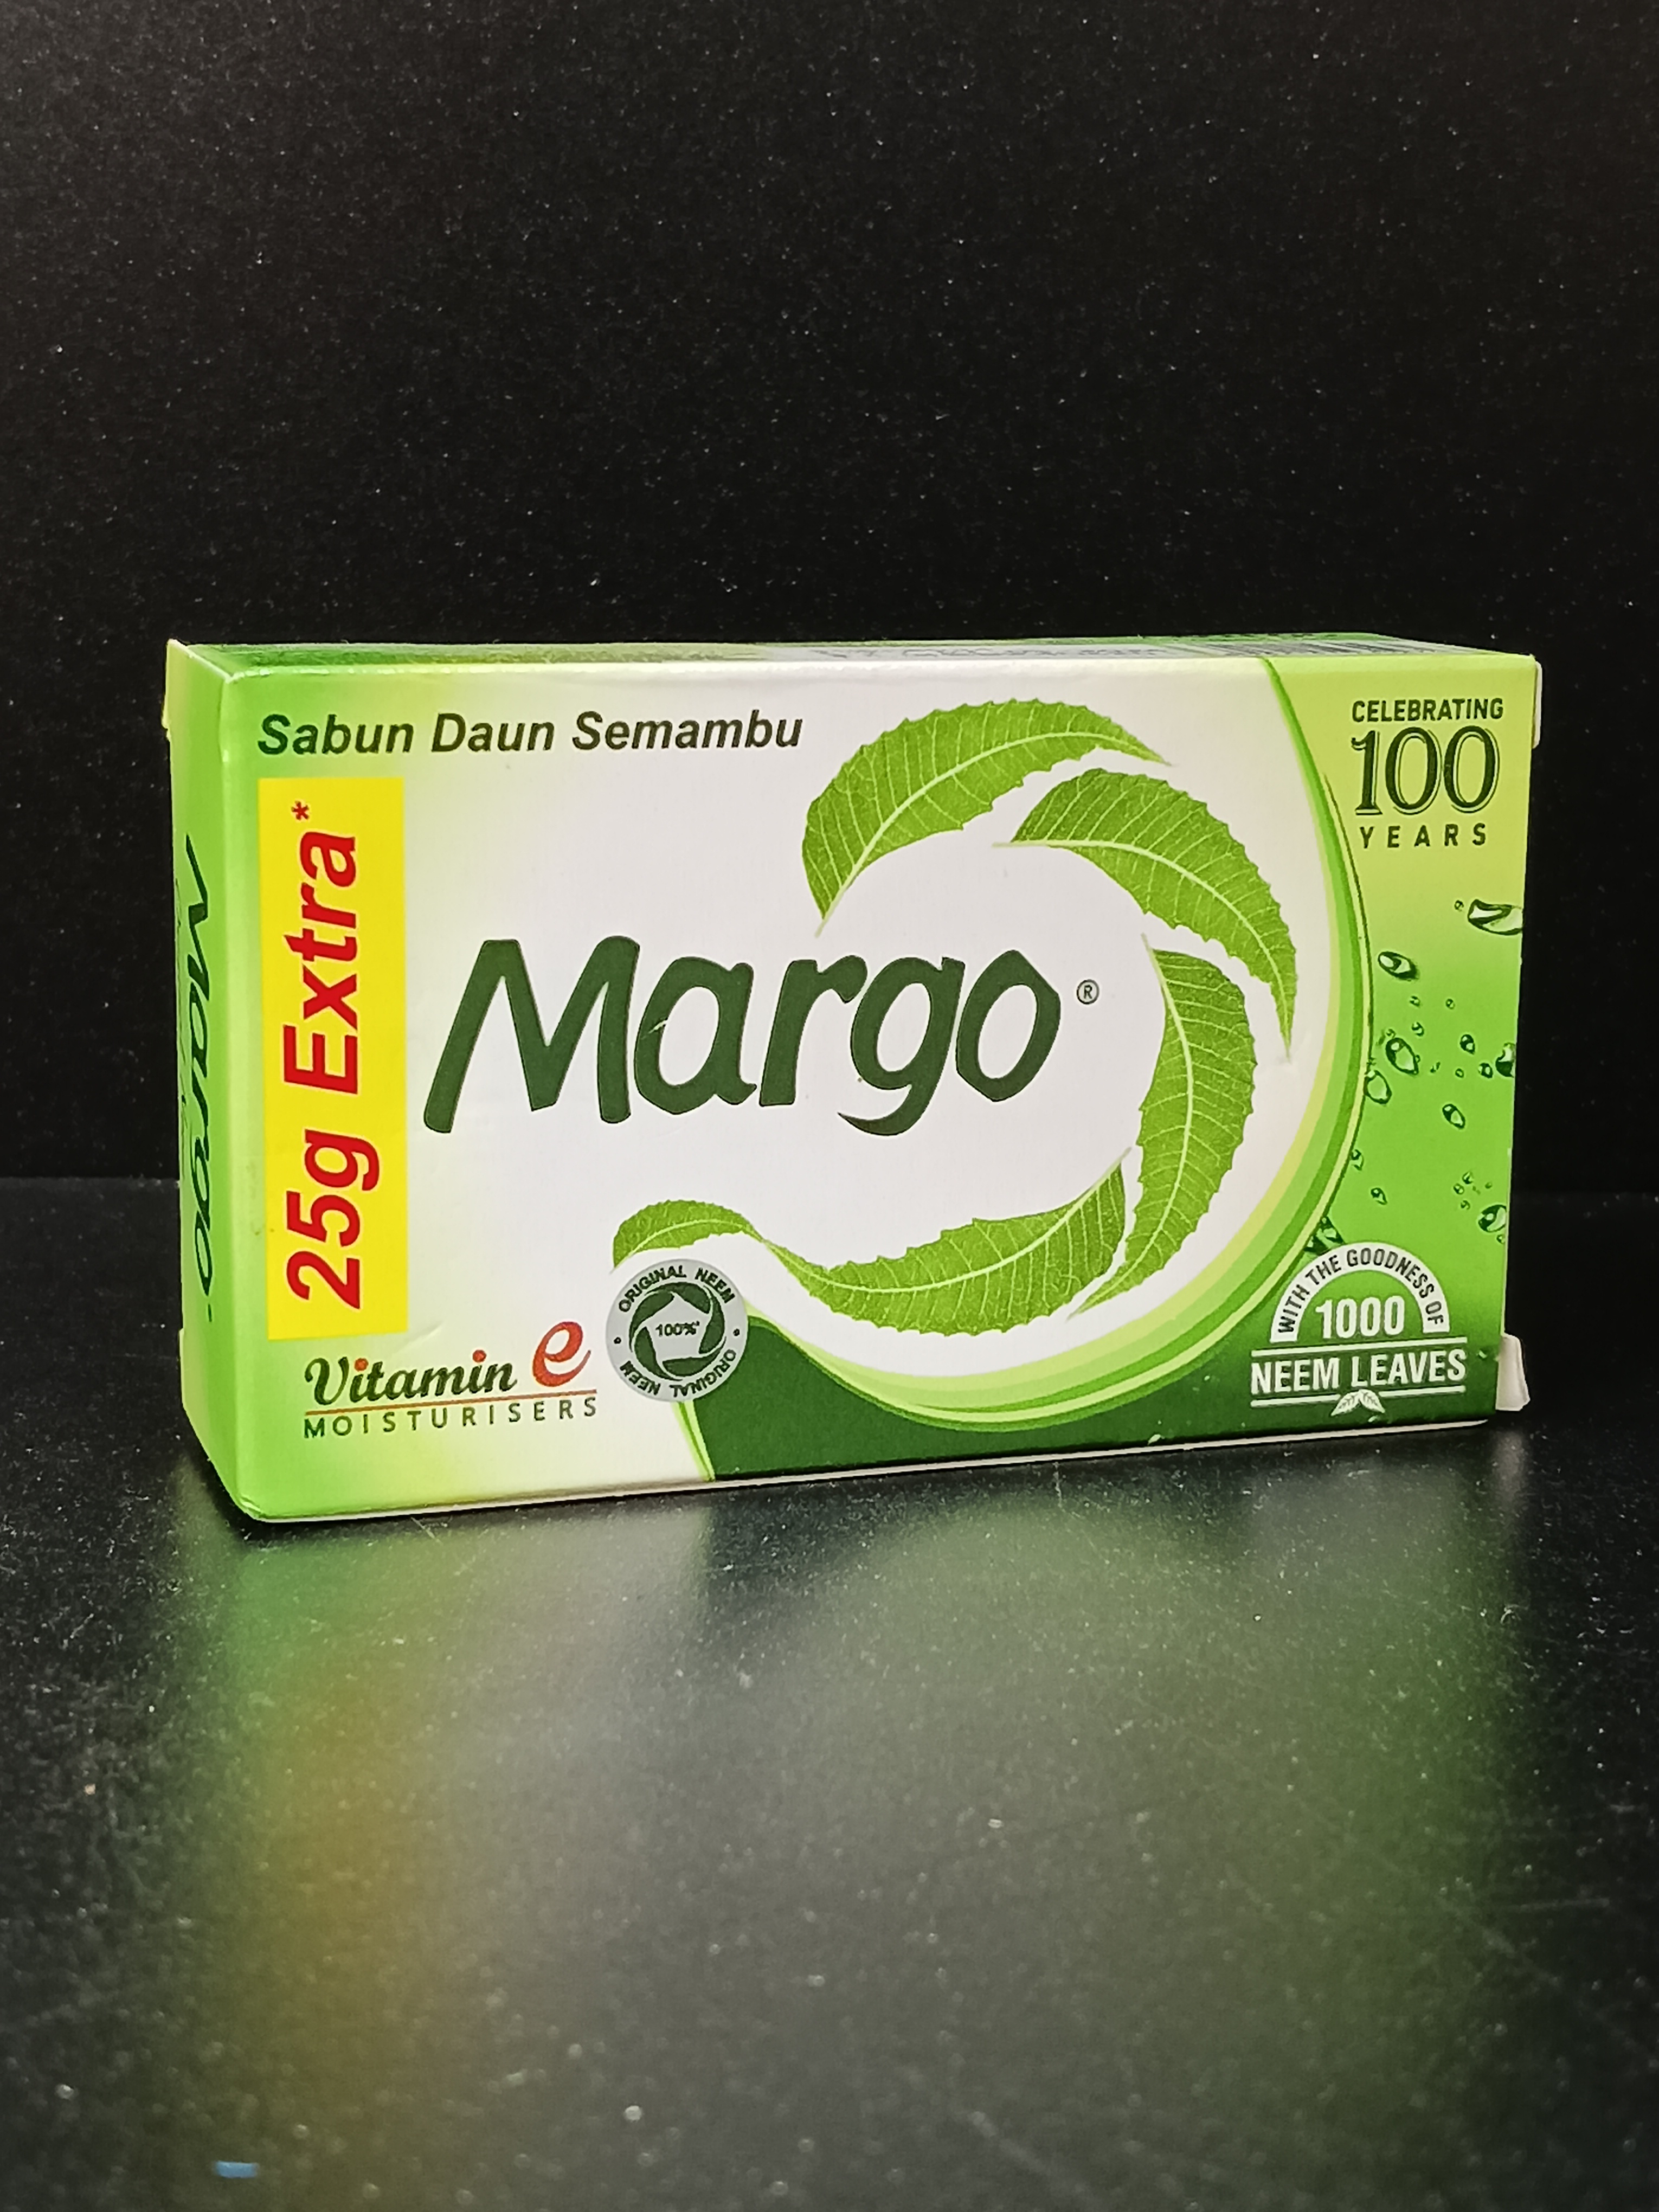 Sabun Daun Semambu
25g Extra*
Margo®
Vitamin e
MOISTURISERS
ORIGINAL NEEM
100%*
ORIGINAL NEEM
CELEBRATING
100
YEARS
WITH THE GOODNESS OF
1000
NEEM LEAVES
Margo